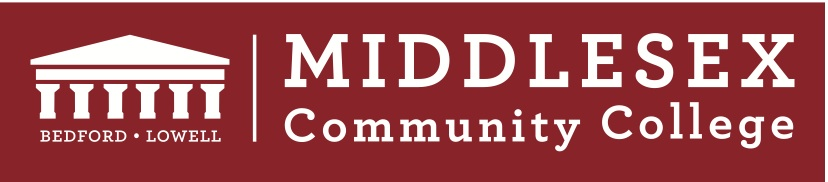 BEDFORD • LOWELL
MIDDLESEX
Community College